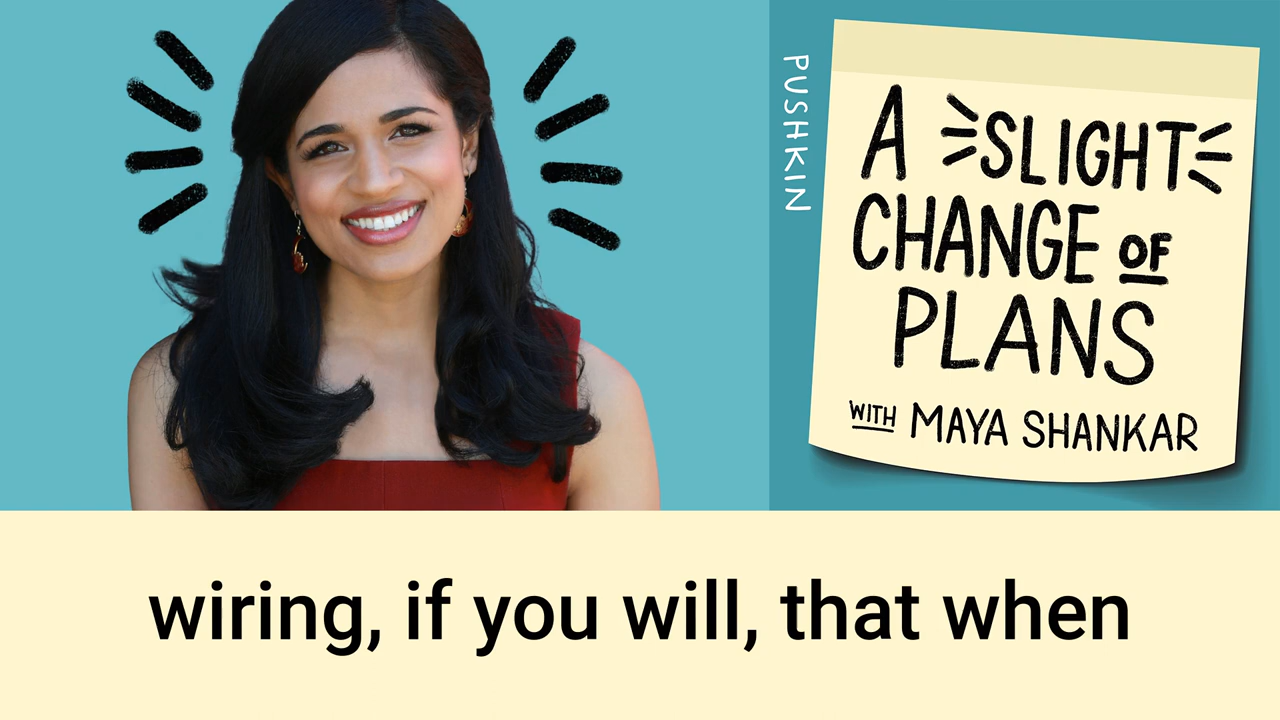 PUSHKIN
A SLIGHT
CHANGE OF
PLANS
WITH MAYA SHANKAR
wiring, if you will, that when